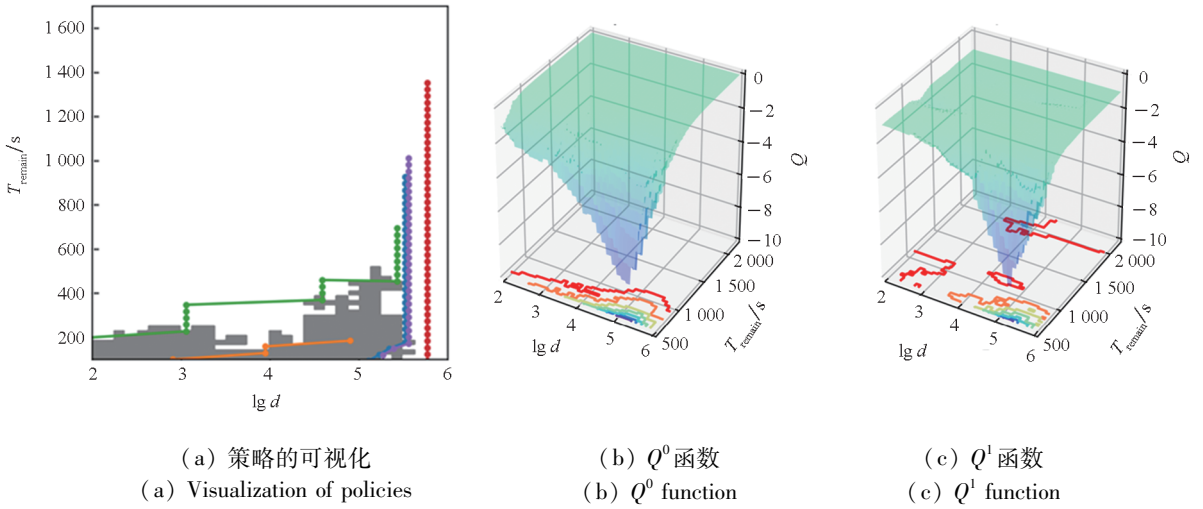 1 600
1 400
1 200
1 000
800
600
400
200
T_remain/s
2 3 4 5 6
lg d
0
−2
−4
−6
−8
−10
Q
2 000
1 500
1 000
500
T_remain/s
2 3 4 5 6
lg d
0
−2
−4
−6
−8
−10
Q
2 000
1 500
1 000
500
T_remain/s
2 3 4 5 6
lg d
(a) 策略的可视化
(a) Visualization of policies
(b) Q⁰函数
(b) Q⁰ function
(c) Q¹函数
(c) Q¹ function